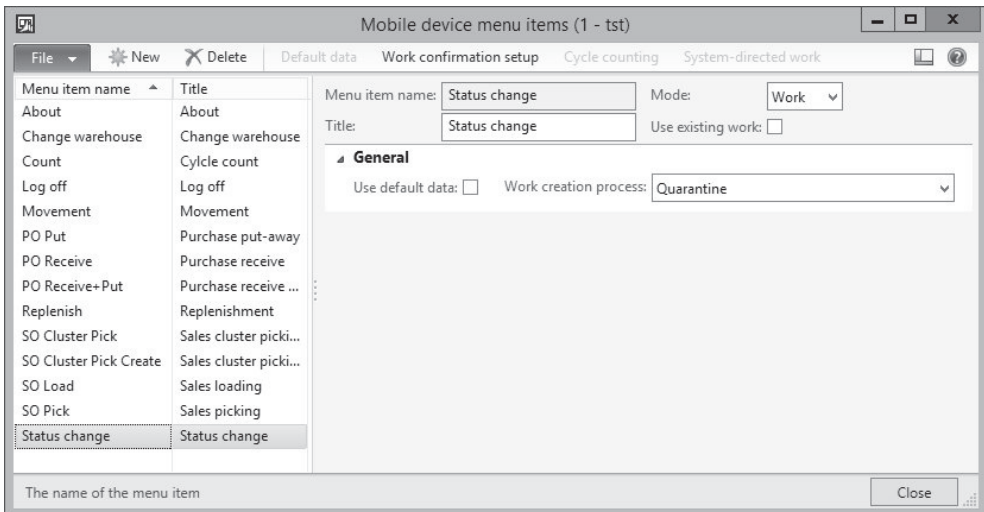 Mobile device menu items (1 - tst)
File New Delete Default data Work confirmation setup Cycle counting System-directed work
Menu item name Title
About About
Change warehouse Change warehouse
Count Cylcle count
Log off Log off
Movement Movement
PO Put Purchase put-away
PO Receive Purchase receive
PO Receive+Put Purchase receive ...
Replenish Replenishment
SO Cluster Pick Sales cluster picki...
SO Cluster Pick Create Sales cluster picki...
SO Load Sales loading
SO Pick Sales picking
Status change Status change
Menu item name: Status change Mode: Work
Title: Status change Use existing work:
General
Use default data: Work creation process: Quarantine
The name of the menu item Close